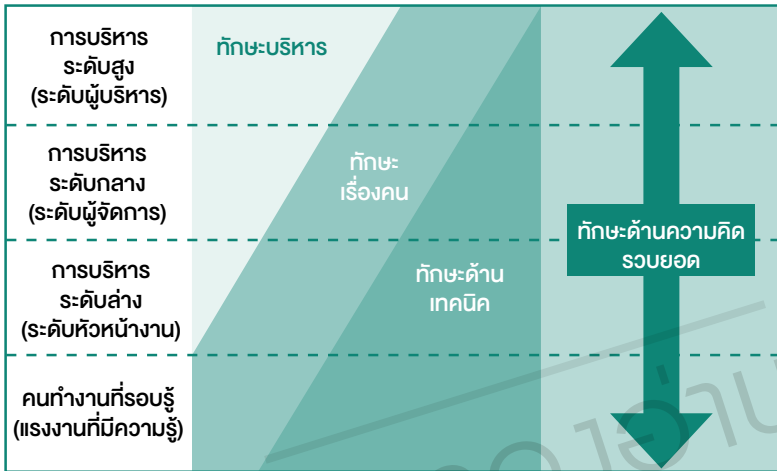 การบริหาร
ระดับสูง
(ระดับผู้บริหาร)
ทักษะบริหาร
การบริหาร
ระดับกลาง
(ระดับผู้จัดการ)
ทักษะ
เรื่องคน
ทักษะด้านความคิด
รวบยอด
การบริหาร
ระดับล่าง
(ระดับหัวหน้างาน)
ทักษะด้าน
เทคนิค
คนทำงานที่รอบรู้
(แรงงานที่มีความรู้)